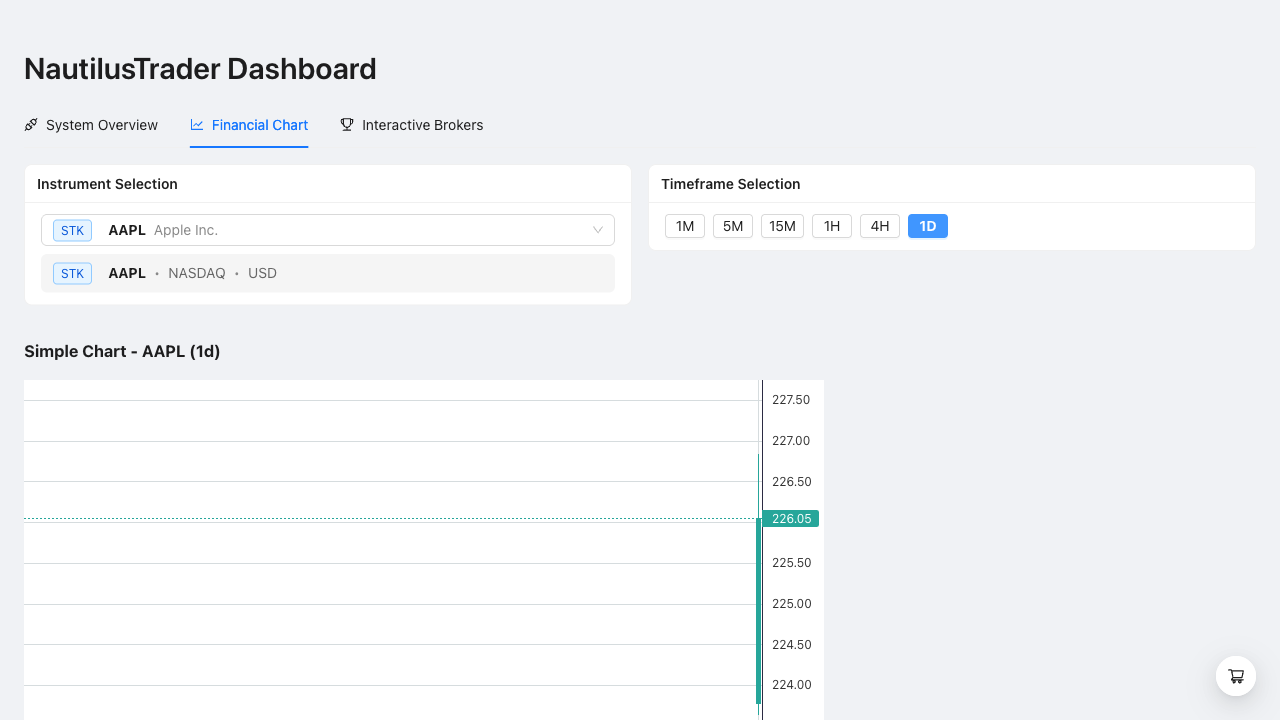 NautilusTrader Dashboard
System Overview Financial Chart Interactive Brokers
Instrument Selection
STK AAPL Apple Inc.
STK AAPL • NASDAQ • USD
Timeframe Selection
1M 5M 15M 1H 4H 1D
Simple Chart - AAPL (1d)
227.50
227.00
226.50
226.05
225.50
225.00
224.50
224.00